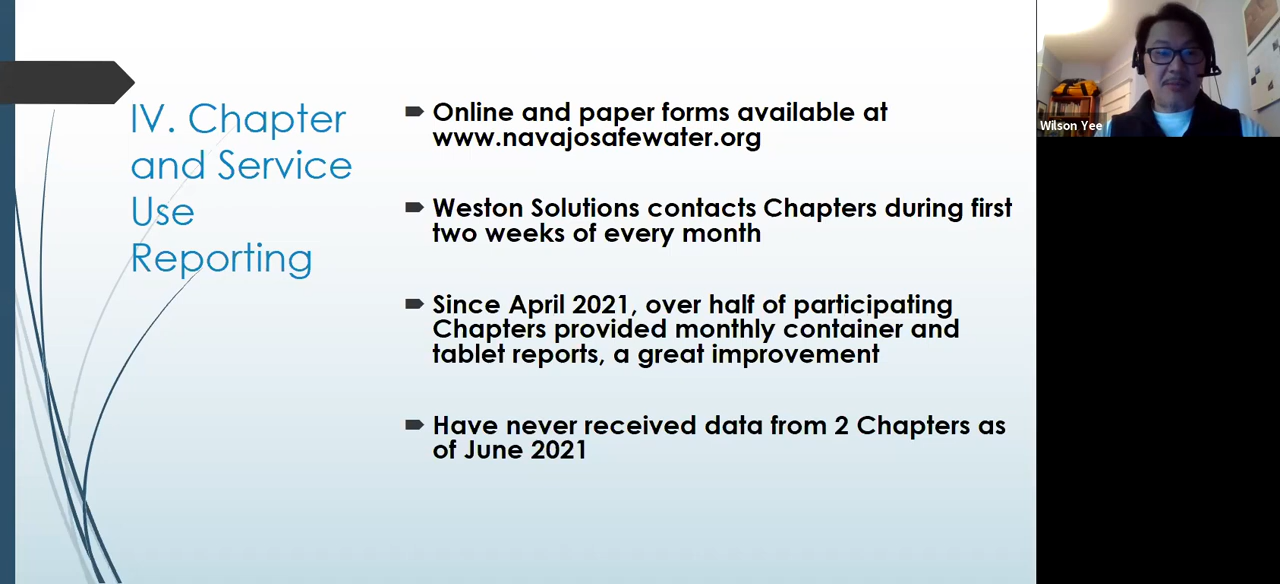 IV. Chapter
and Service
Use
Reporting
Online and paper forms available at
www.navajosafewater.org
Weston Solutions contacts Chapters during first
two weeks of every month
Since April 2021, over half of participating
Chapters provided monthly container and
tablet reports, a great improvement
Have never received data from 2 Chapters as
of June 2021
Wilson Yee